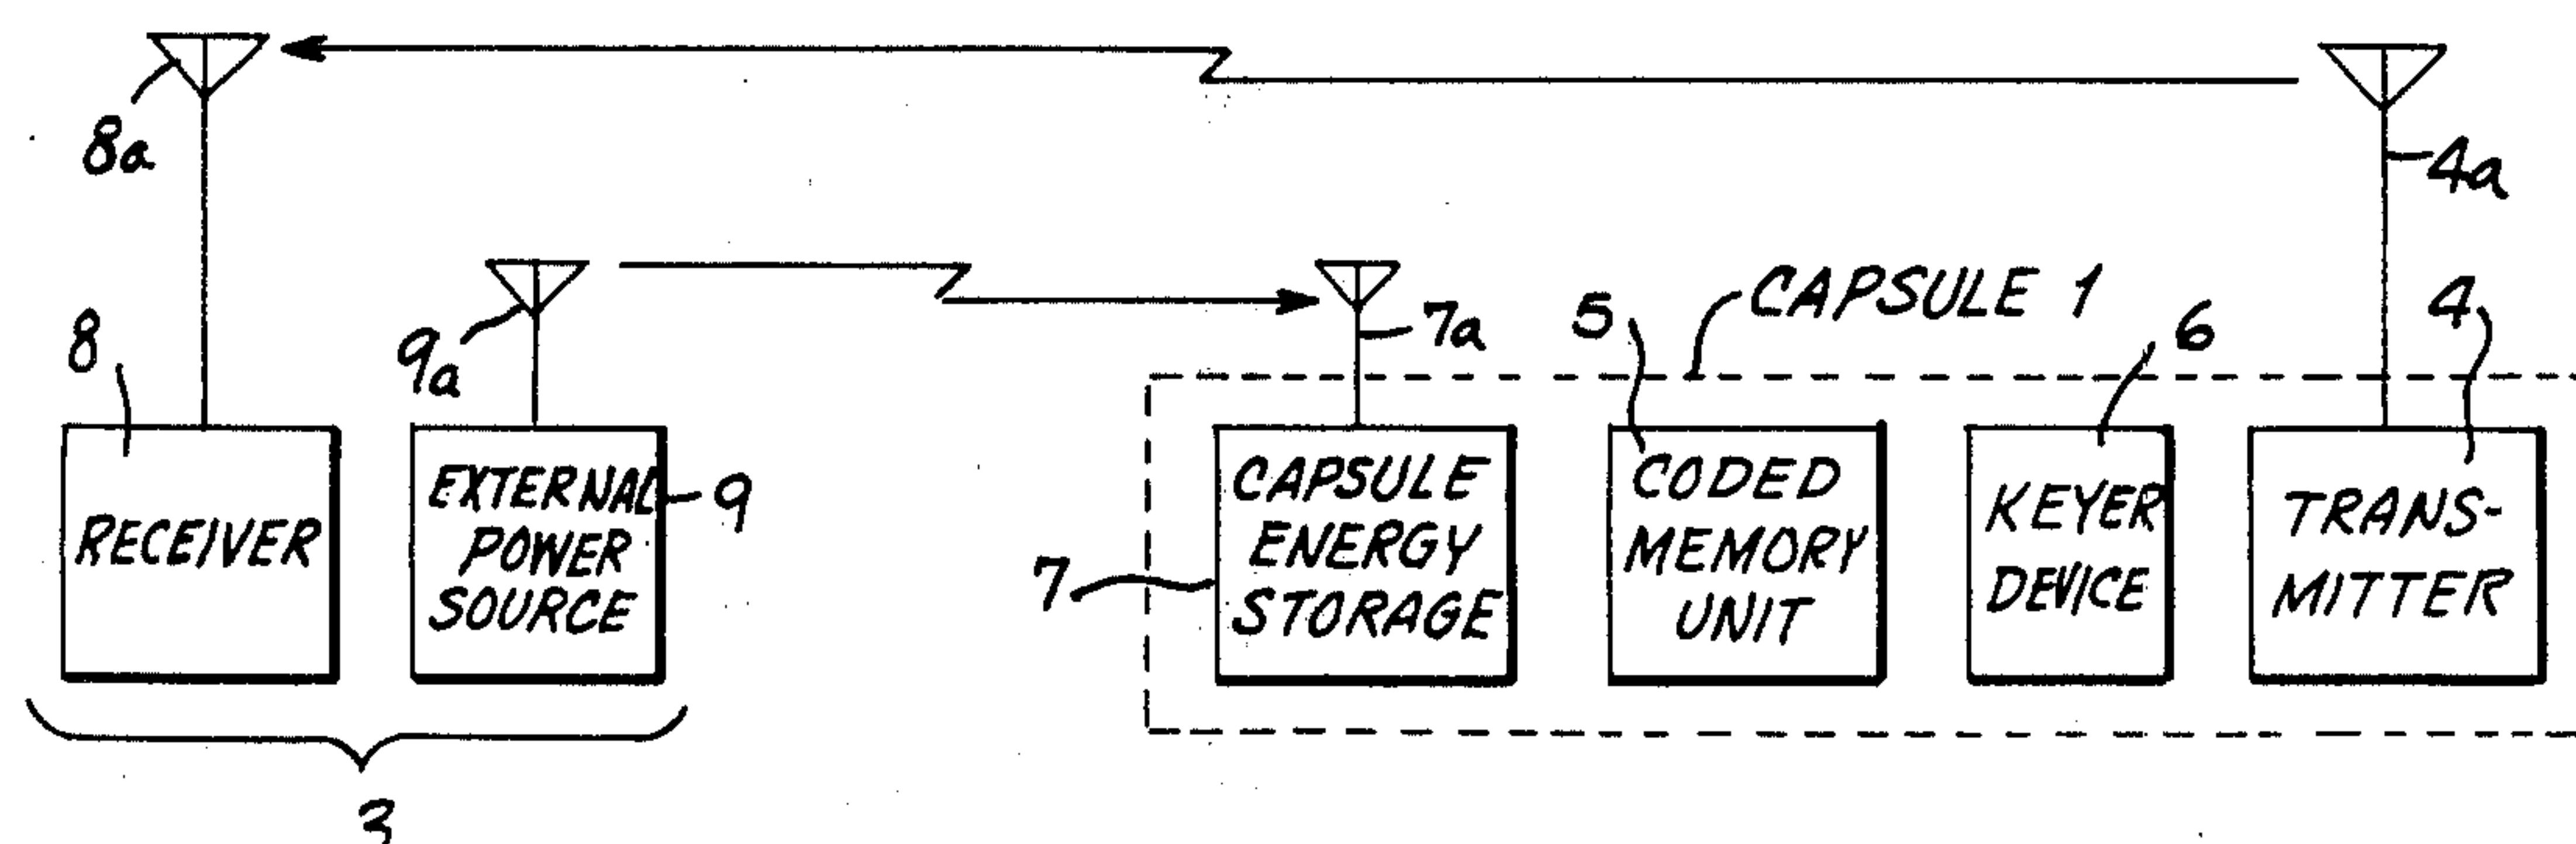 8a
4a
9a
7a
CAPSULE 1
8
5
6
4
RECEIVER
EXTERNAL
POWER
SOURCE
9
7
CAPSULE
ENERGY
STORAGE
CODED
MEMORY
UNIT
KEYER
DEVICE
TRANS-
MITTER
3